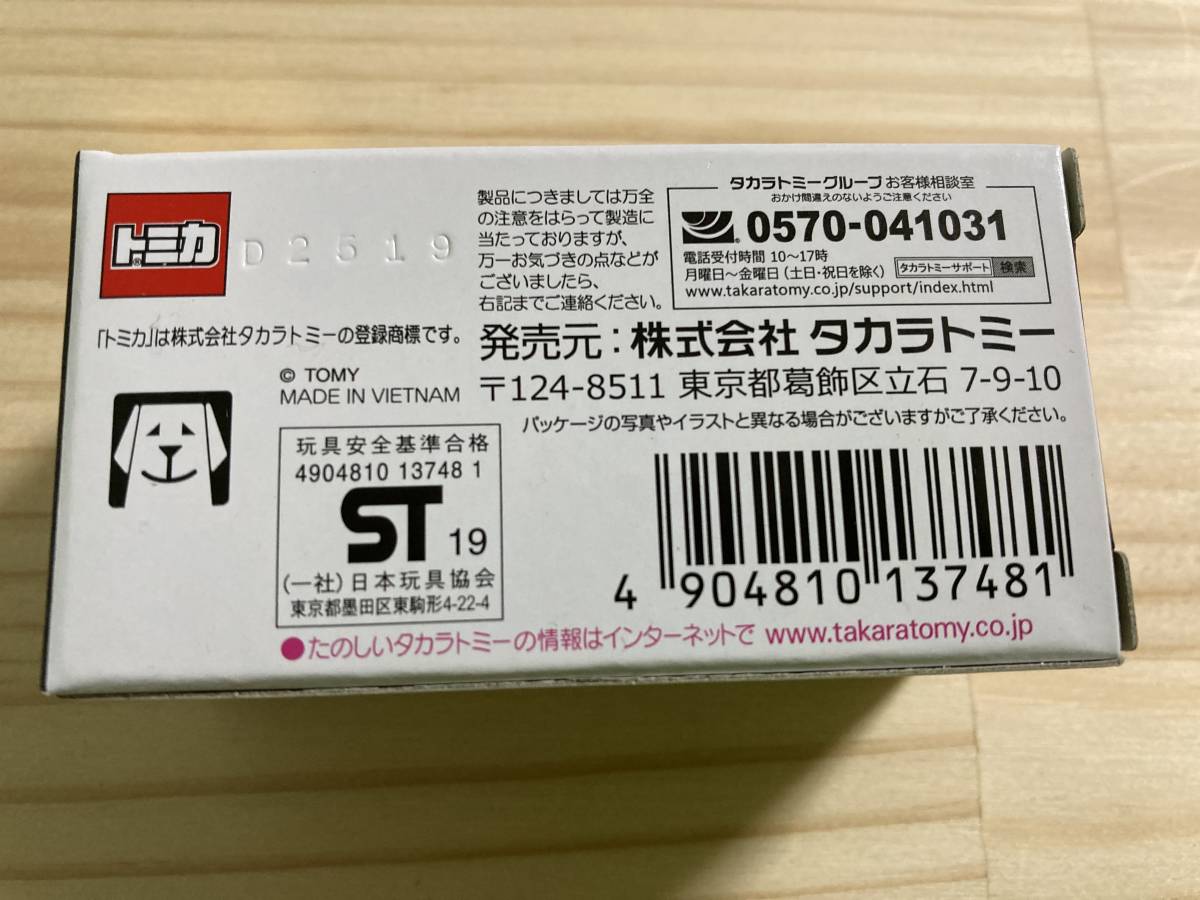 トミカ
D2519
「トミカ」は株式会社タカラトミーの登録商標です。
© TOMY
MADE IN VIETNAM
玩具安全基準合格
4904810 13748 1
ST 19
(一社)日本玩具協会
東京都墨田区東駒形4-22-4
製品につきましては万全
の注意をはらって製造に
当たっておりますが、
万一お気づきの点などが
ございましたら、
右記までご連絡ください。
タカラトミーグループ お客様相談室
おかけ間違えのないようご注意ください
0570-041031
電話受付時間 10〜17時
月曜日〜金曜日(土日・祝日を除く) タカラトミーサポート 検索
www.takaratomy.co.jp/support/index.html
発売元:株式会社 タカラトミー
〒124-8511 東京都葛飾区立石 7-9-10
パッケージの写真やイラストと異なる場合がございますがご了承ください。
4 904810 137481
●たのしいタカラトミーの情報はインターネットで www.takaratomy.co.jp